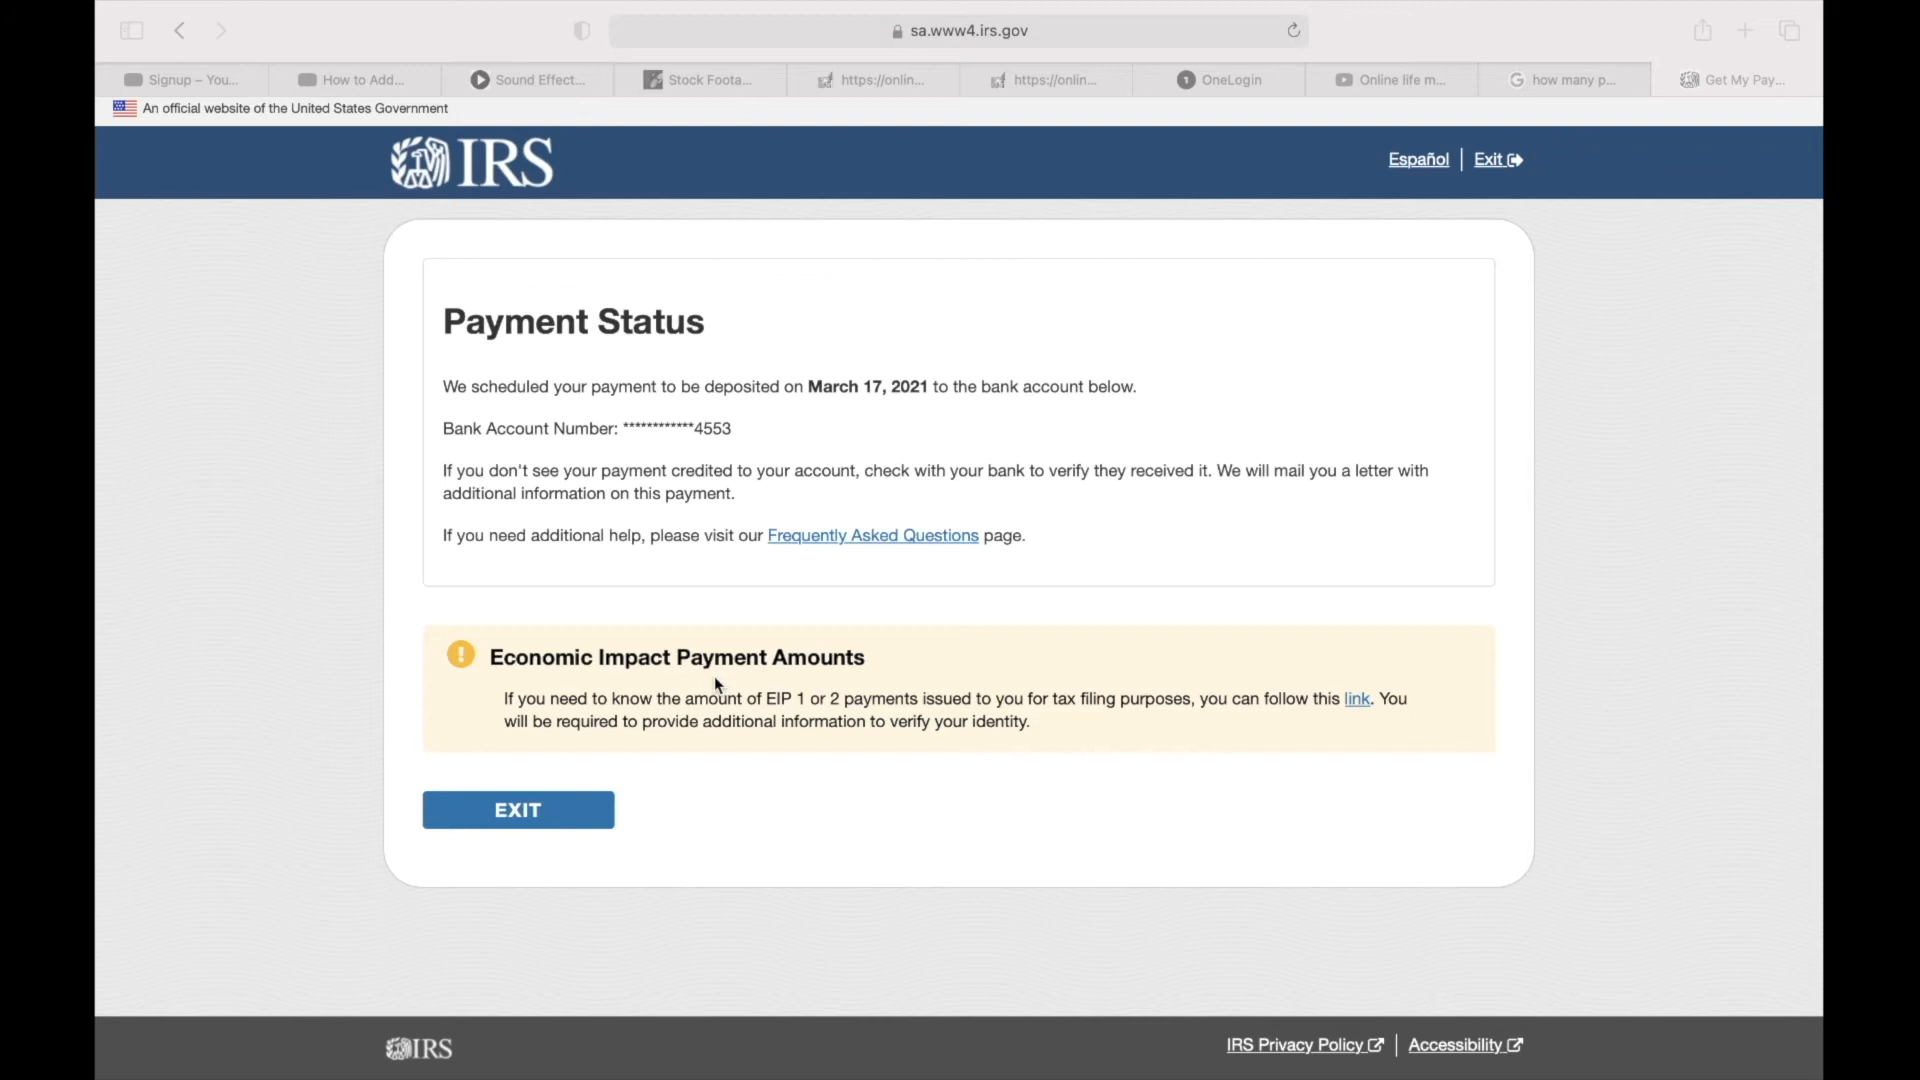 sa.www4.irs.gov
Signup – You...
How to Add...
Sound Effect...
Stock Foota...
https://onlin...
https://onlin...
1 OneLogin
Online life m...
G how many p...
Get My Pay...
An official website of the United States Government
IRS
Español
Exit
Payment Status
We scheduled your payment to be deposited on March 17, 2021 to the bank account below.
Bank Account Number: ************4553
If you don't see your payment credited to your account, check with your bank to verify they received it. We will mail you a letter with
additional information on this payment.
If you need additional help, please visit our Frequently Asked Questions page.
! Economic Impact Payment Amounts
If you need to know the amount of EIP 1 or 2 payments issued to you for tax filing purposes, you can follow this link. You
will be required to provide additional information to verify your identity.
EXIT
IRS
IRS Privacy Policy
Accessibility